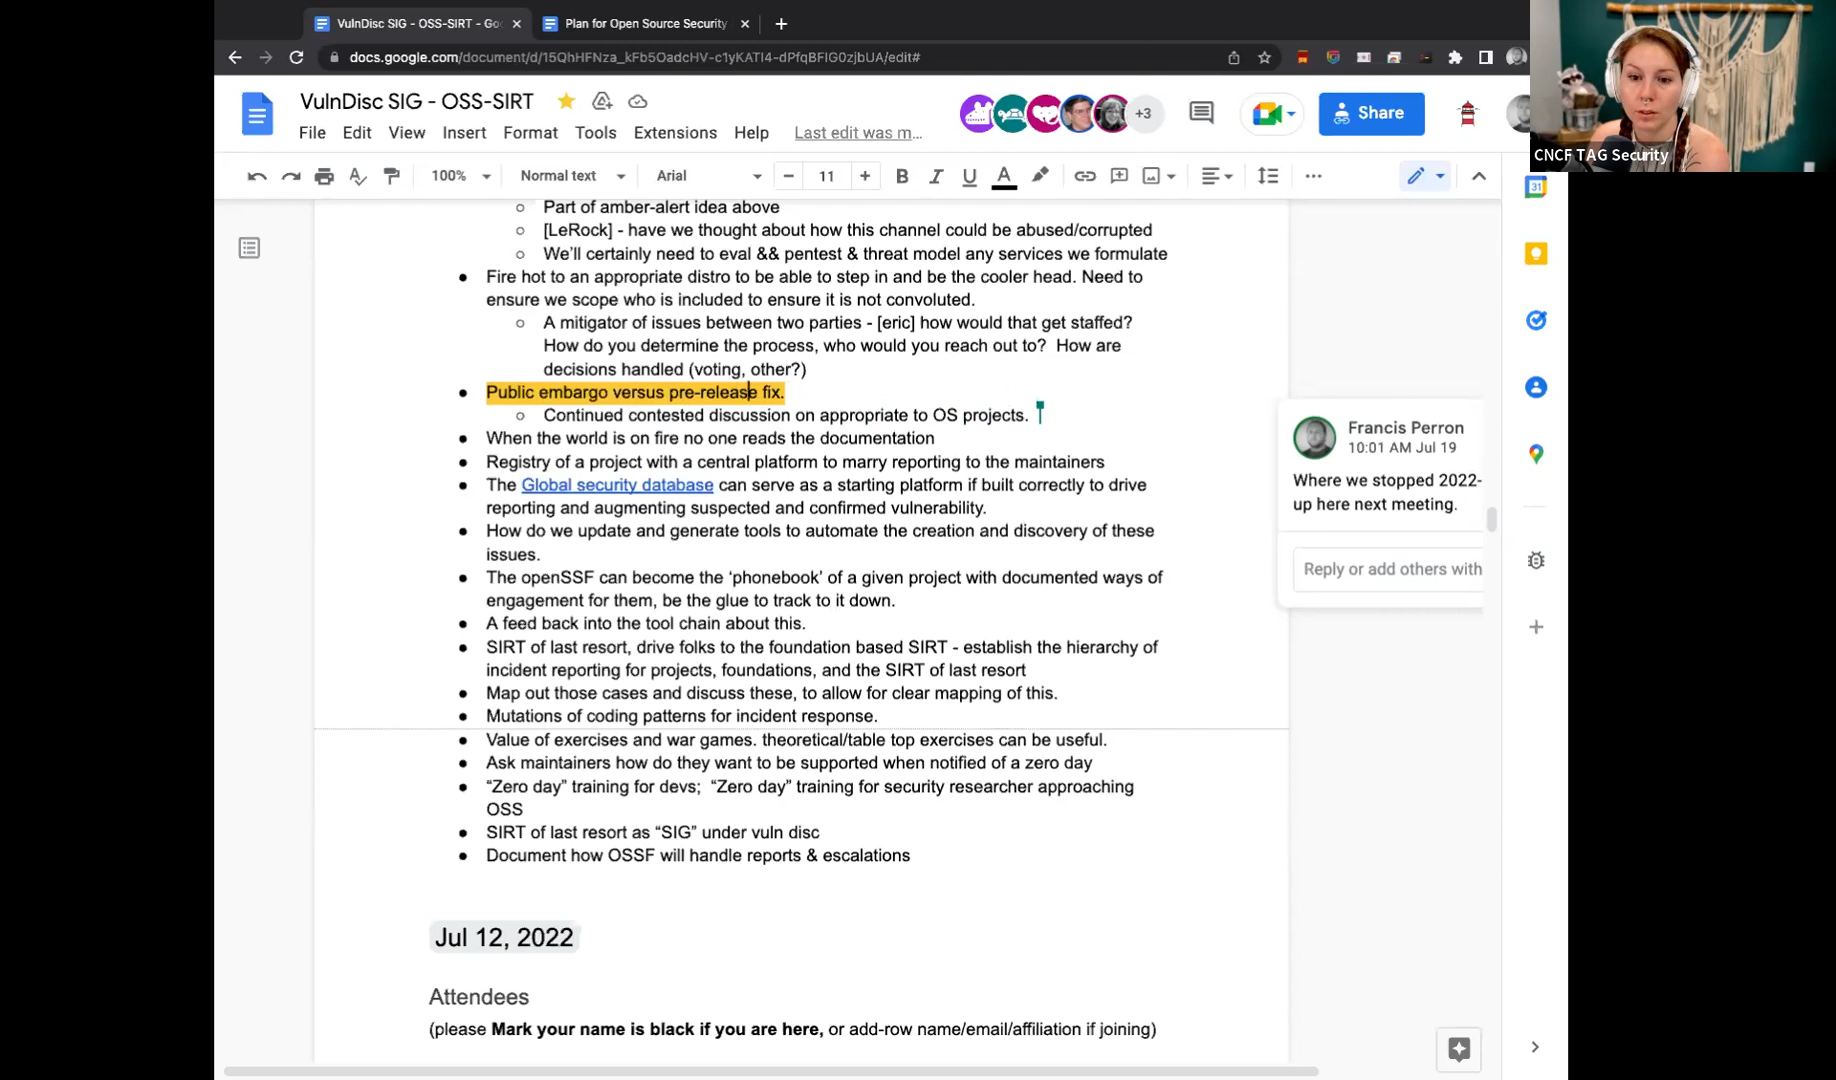 VulnDisc SIG - OSS-SIRT - Go
Plan for Open Source Security
docs.google.com/document/d/15QhHFNza_kFb5OadcHV-c1yKATI4-dPfqBFIG0zjbUA/edit#
VulnDisc SIG - OSS-SIRT
File Edit View Insert Format Tools Extensions Help Last edit was m...
+3
Share
CNCF TAG Security
100% Normal text Arial 11
B I U A
31
Part of amber-alert idea above
[LeRock] - have we thought about how this channel could be abused/corrupted
We'll certainly need to eval && pentest & threat model any services we formulate
Fire hot to an appropriate distro to be able to step in and be the cooler head. Need to
ensure we scope who is included to ensure it is not convoluted.
A mitigator of issues between two parties - [eric] how would that get staffed?
How do you determine the process, who would you reach out to? How are
decisions handled (voting, other?)
Public embargo versus pre-release fix.
Continued contested discussion on appropriate to OS projects.
When the world is on fire no one reads the documentation
Registry of a project with a central platform to marry reporting to the maintainers
The Global security database can serve as a starting platform if built correctly to drive
reporting and augmenting suspected and confirmed vulnerability.
How do we update and generate tools to automate the creation and discovery of these
issues.
The openSSF can become the ‘phonebook’ of a given project with documented ways of
engagement for them, be the glue to track to it down.
A feed back into the tool chain about this.
SIRT of last resort, drive folks to the foundation based SIRT - establish the hierarchy of
incident reporting for projects, foundations, and the SIRT of last resort
Map out those cases and discuss these, to allow for clear mapping of this.
Mutations of coding patterns for incident response.
Value of exercises and war games. theoretical/table top exercises can be useful.
Ask maintainers how do they want to be supported when notified of a zero day
“Zero day” training for devs; “Zero day” training for security researcher approaching
OSS
SIRT of last resort as “SIG” under vuln disc
Document how OSSF will handle reports & escalations
Jul 12, 2022
Attendees
(please Mark your name is black if you are here, or add-row name/email/affiliation if joining)
Francis Perron
10:01 AM Jul 19
Where we stopped 2022-
up here next meeting.
Reply or add others with